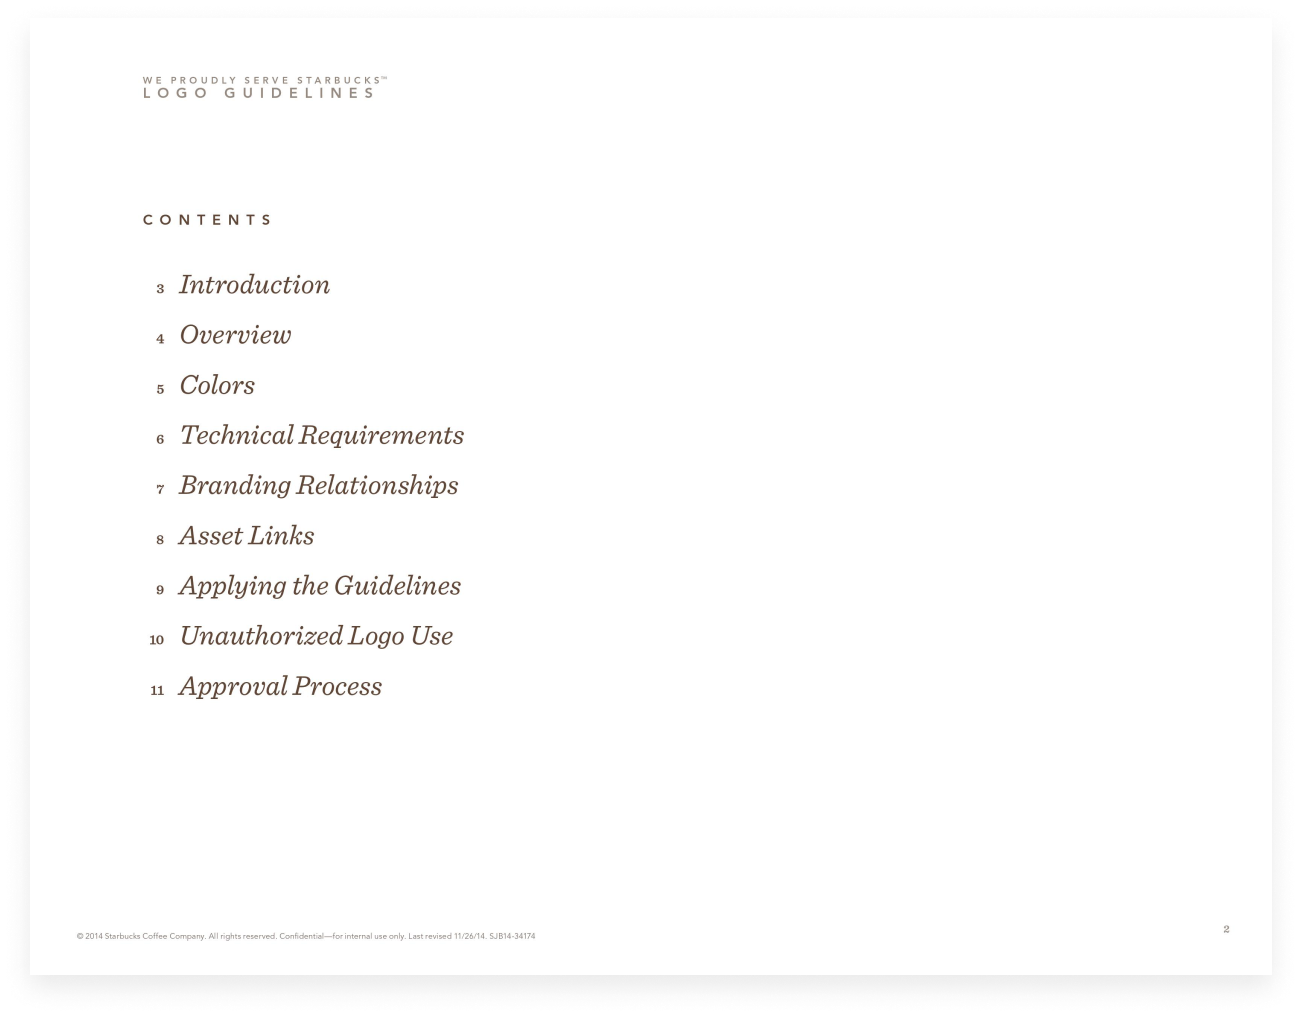 WE PROUDLY SERVE STARBUCKS™
LOGO GUIDELINES
CONTENTS
3 Introduction
4 Overview
5 Colors
6 Technical Requirements
7 Branding Relationships
8 Asset Links
9 Applying the Guidelines
10 Unauthorized Logo Use
11 Approval Process
© 2014 Starbucks Coffee Company. All rights reserved. Confidential—for internal use only. Last revised 11/26/14. SJB14-34174
2